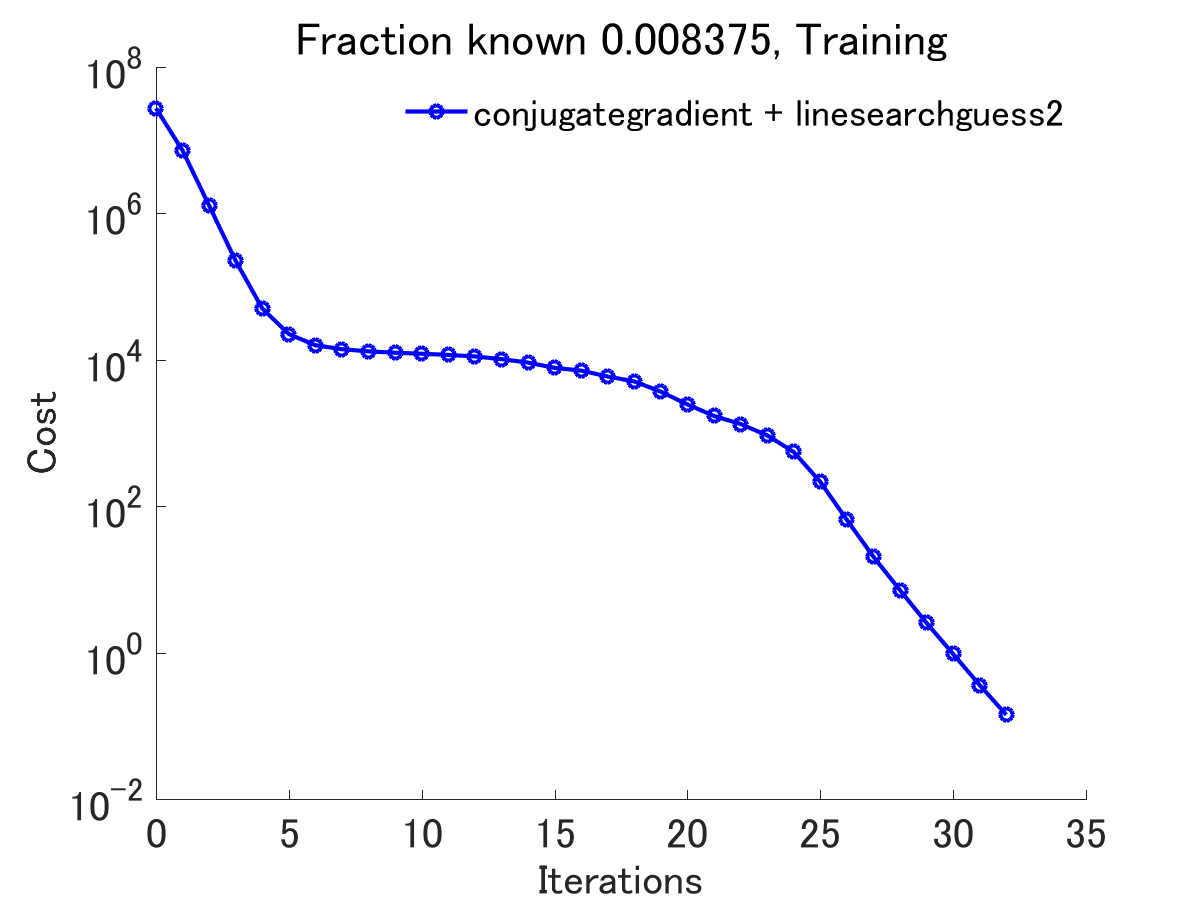 Fraction known 0.008375, Training
conjugategradient + linesearchguess2
10^8
10^6
10^4
10^2
10^0
10^-2
Cost
0 5 10 15 20 25 30 35
Iterations